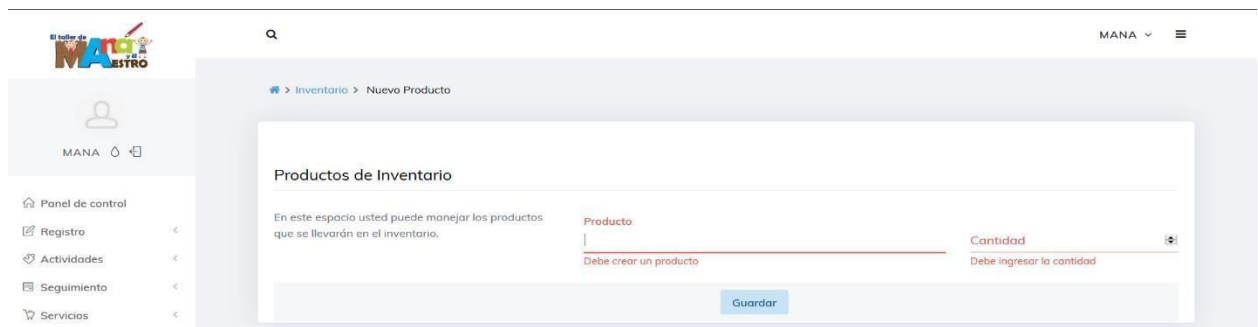 El taller de
MANA
y el
MAESTRO
MANA
> Inventario > Nuevo Producto
MANA
Productos de Inventario
Panel de control
Registro
Actividades
Seguimiento
Servicios
En este espacio usted puede manejar los productos
que se llevarán en el inventario.
Producto
Debe crear un producto
Cantidad
Debe ingresar la cantidad
Guardar